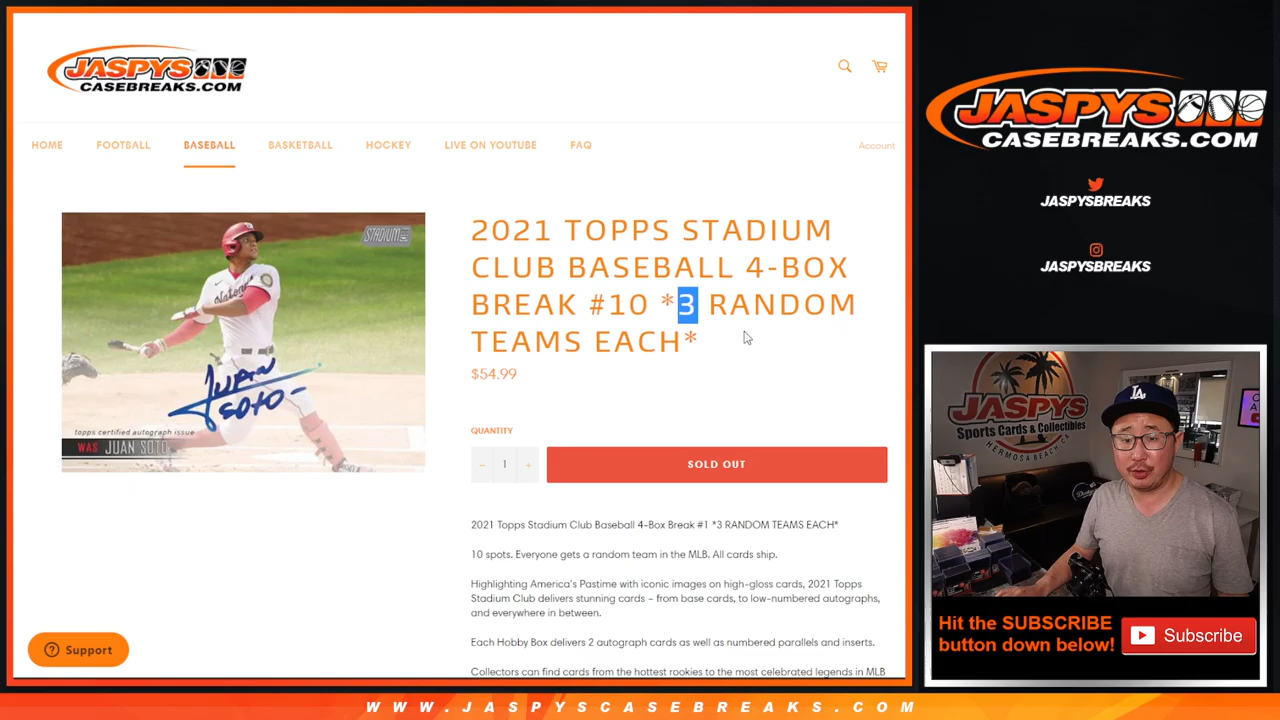 JASPYS
CASEBREAKS.COM
HOME FOOTBALL BASEBALL BASKETBALL HOCKEY LIVE ON YOUTUBE FAQ Account
STADIUM
Juan Soto
topps certified autograph issue
WAS JUAN SOTO
2021 TOPPS STADIUM
CLUB BASEBALL 4-BOX
BREAK #10 *3 RANDOM
TEAMS EACH*
$54.99
QUANTITY
− 1 +
SOLD OUT
2021 Topps Stadium Club Baseball 4-Box Break #1 *3 RANDOM TEAMS EACH*
10 spots. Everyone gets a random team in the MLB. All cards ship.
Highlighting America's Pastime with iconic images on high-gloss cards, 2021 Topps
Stadium Club delivers stunning cards – from base cards, to low-numbered autographs,
and everywhere in between.
Each Hobby Box delivers 2 autograph cards as well as numbered parallels and inserts.
Collectors can find cards from the hottest rookies to the most celebrated legends in MLB
Support
JASPYS
CASEBREAKS.COM
JASPYSBREAKS
JASPYSBREAKS
JASPYS
Sports Cards & Collectibles
HERMOSA BEACH, CA
LA
Hit the SUBSCRIBE
button down below!
Subscribe
WWW.JASPYSCASEBREAKS.COM